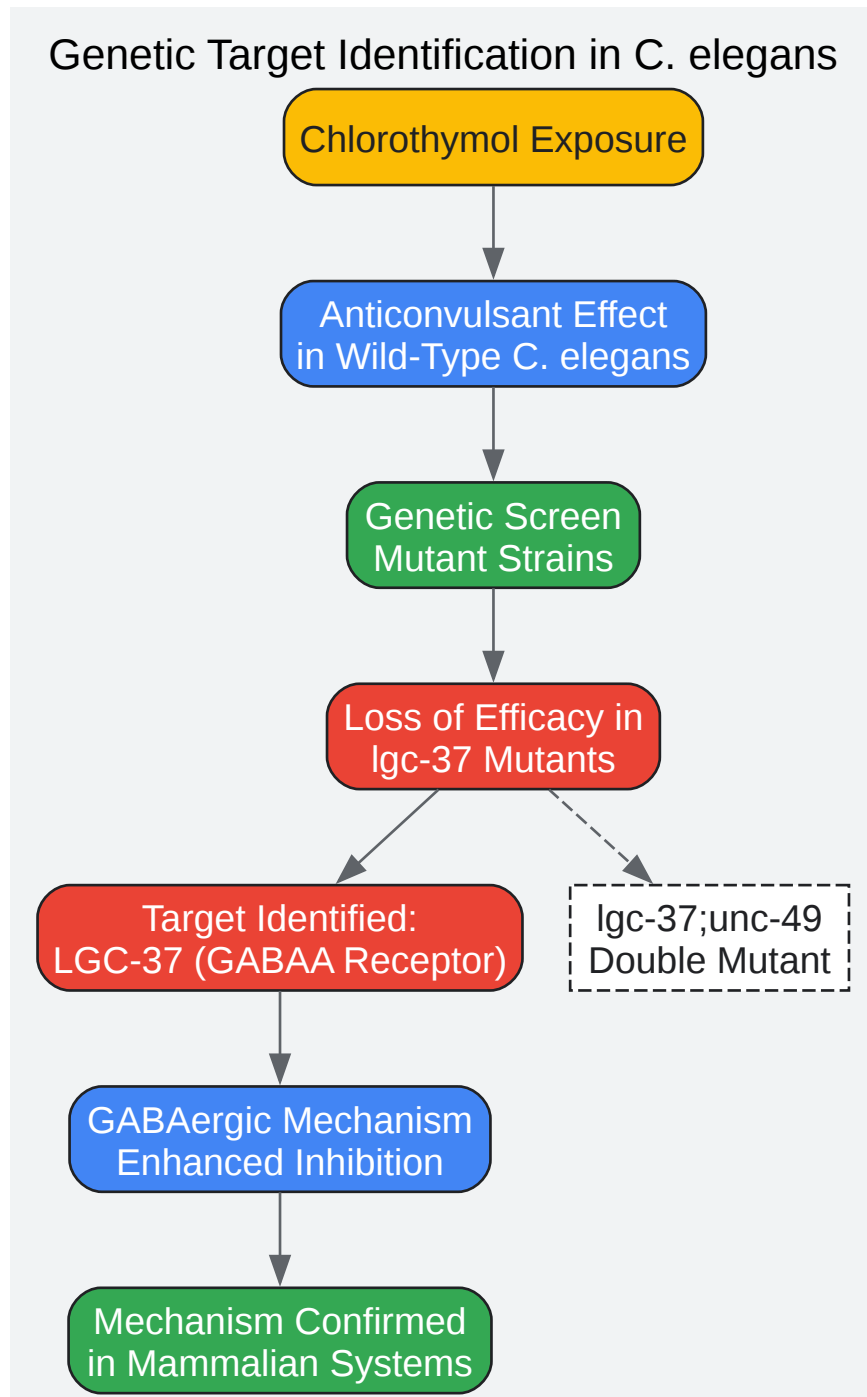 Genetic Target Identification in C. elegans
Chlorothymol Exposure
Anticonvulsant Effect
in Wild-Type C. elegans
Genetic Screen
Mutant Strains
Loss of Efficacy in
lgc-37 Mutants
Target Identified:
LGC-37 (GABAA Receptor)
lgc-37;unc-49
Double Mutant
GABAergic Mechanism
Enhanced Inhibition
Mechanism Confirmed
in Mammalian Systems